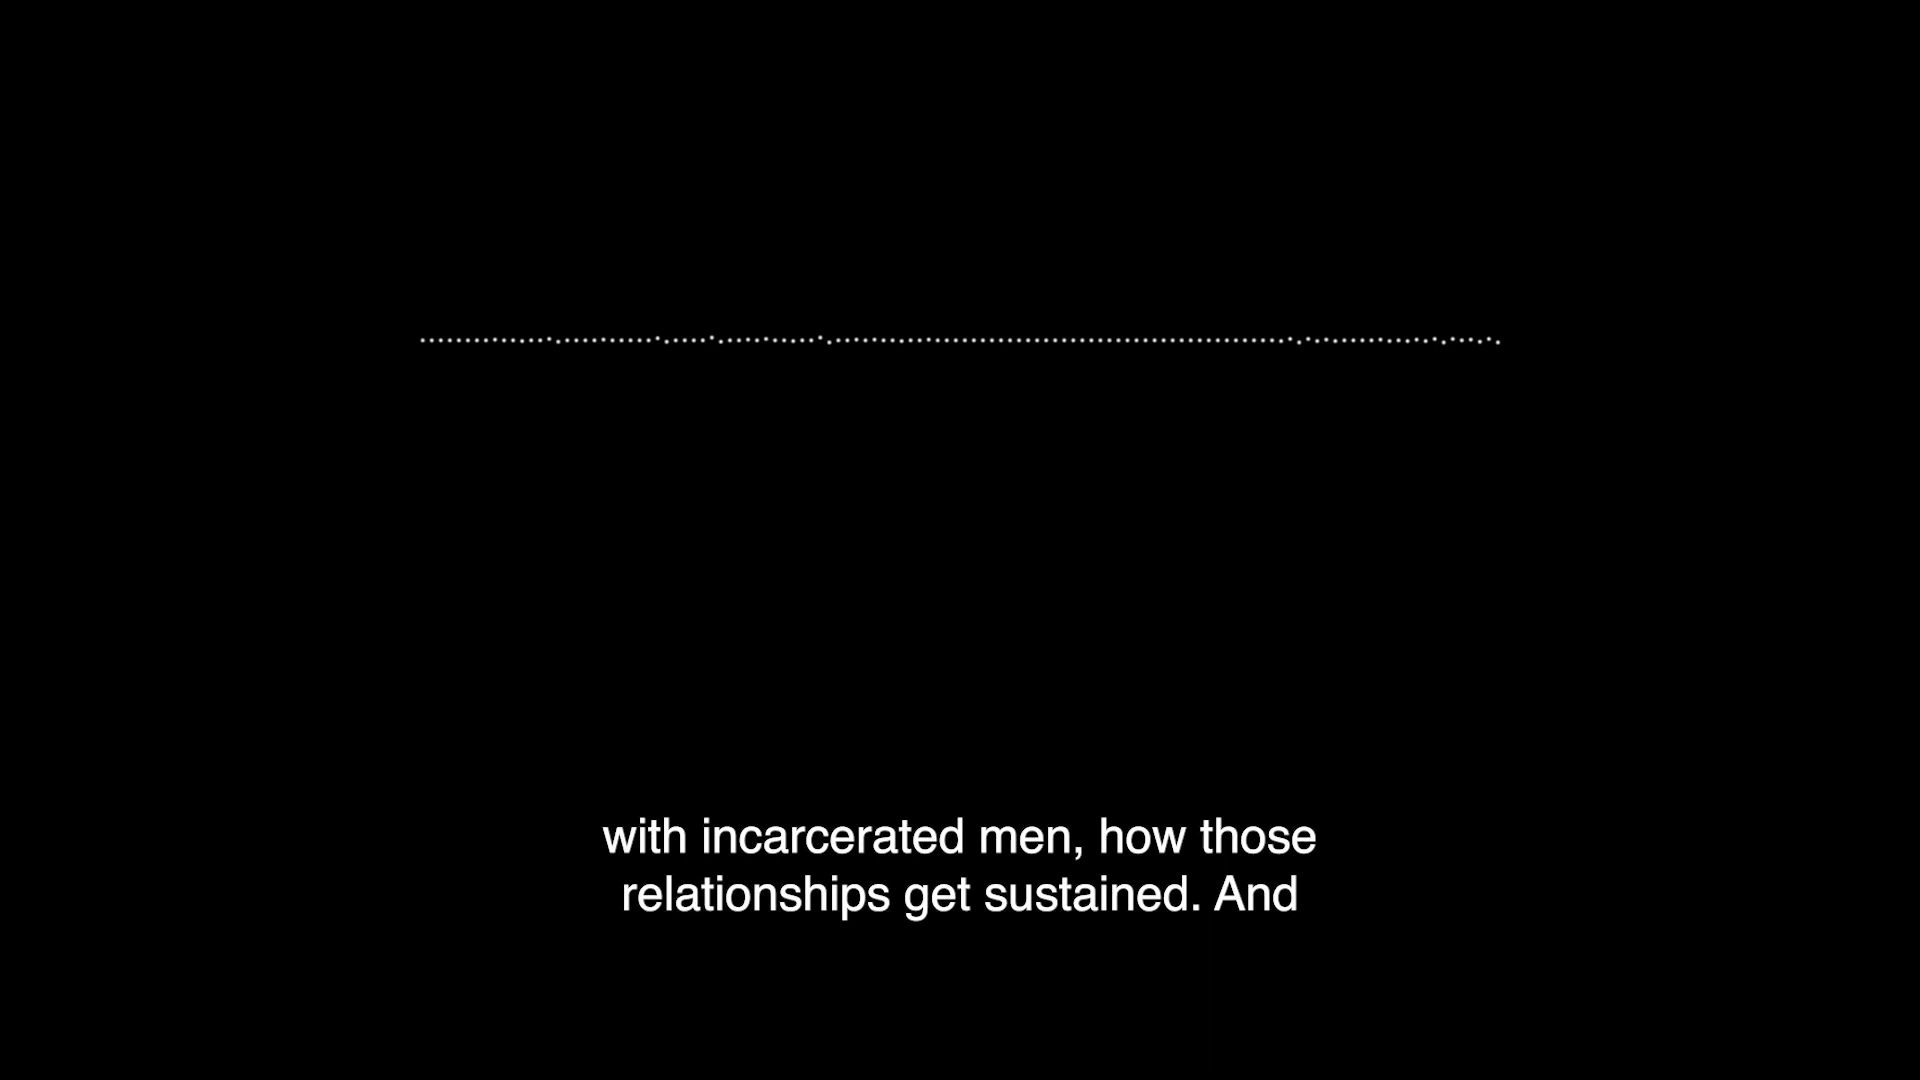 with incarcerated men, how those
relationships get sustained. And